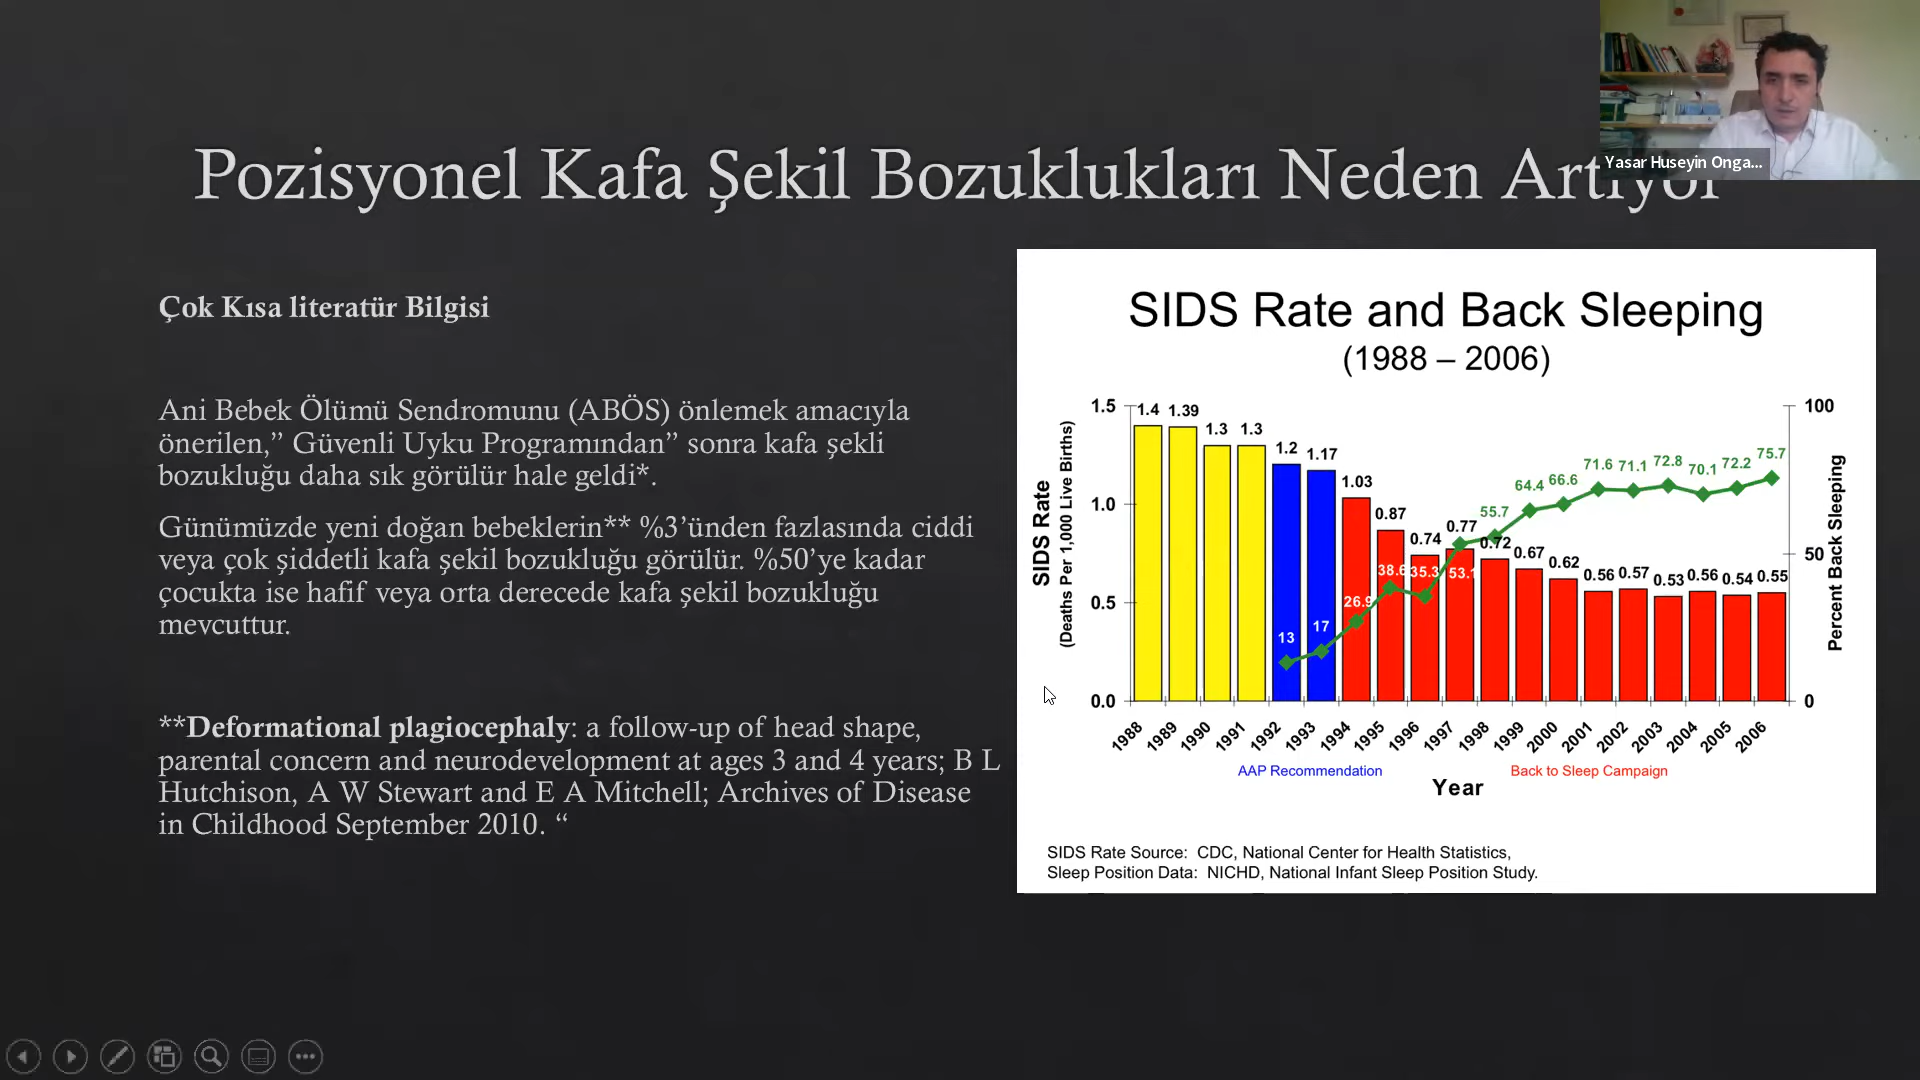 Pozisyonel Kafa Şekil Bozuklukları Neden Artıyor
Yasar Huseyin Onga...
Çok Kısa literatür Bilgisi
Ani Bebek Ölümü Sendromunu (ABÖS) önlemek amacıyla
önerilen,” Güvenli Uyku Programından” sonra kafa şekli
bozukluğu daha sık görülür hale geldi*.
Günümüzde yeni doğan bebeklerin** %3’ünden fazlasında ciddi
veya çok şiddetli kafa şekil bozukluğu görülür. %50’ye kadar
çocukta ise hafif veya orta derecede kafa şekil bozukluğu
mevcuttur.
**Deformational plagiocephaly: a follow-up of head shape,
parental concern and neurodevelopment at ages 3 and 4 years; B L
Hutchison, A W Stewart and E A Mitchell; Archives of Disease
in Childhood September 2010. “
SIDS Rate and Back Sleeping
(1988 – 2006)
SIDS Rate
(Deaths Per 1,000 Live Births)
1.5
1.0
0.5
0.0
1.4 1.39 1.3 1.3 1.2 1.17 1.03 0.87 0.74 0.77 0.72 0.67 0.62 0.56 0.57 0.53 0.56 0.54 0.55
13 17 26.9 38.6 35.3 53.1 55.7 64.4 66.6 71.6 71.1 72.8 70.1 72.2 75.7
100
50
0
Percent Back Sleeping
1988 1989 1990 1991 1992 1993 1994 1995 1996 1997 1998 1999 2000 2001 2002 2003 2004 2005 2006
AAP Recommendation
Back to Sleep Campaign
Year
SIDS Rate Source: CDC, National Center for Health Statistics,
Sleep Position Data: NICHD, National Infant Sleep Position Study.